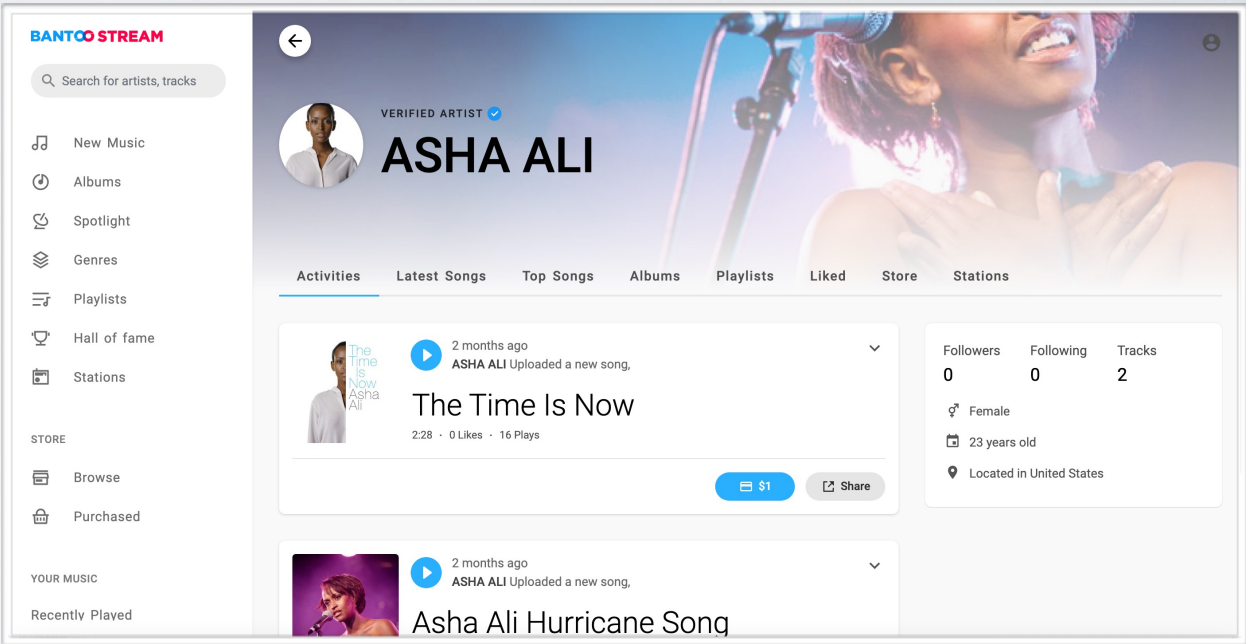 BANTOO STREAM
Search for artists, tracks
New Music
Albums
Spotlight
Genres
Playlists
Hall of fame
Stations
STORE
Browse
Purchased
YOUR MUSIC
Recently Played
VERIFIED ARTIST
ASHA ALI
Activities Latest Songs Top Songs Albums Playlists Liked Store Stations
The
Time
Is
Now
Asha
Ali
2 months ago
ASHA ALI Uploaded a new song,
The Time Is Now
2:28 · 0 Likes · 16 Plays
$1 Share
2 months ago
ASHA ALI Uploaded a new song,
Asha Ali Hurricane Song
Followers Following Tracks
0 0 2
Female
23 years old
Located in United States